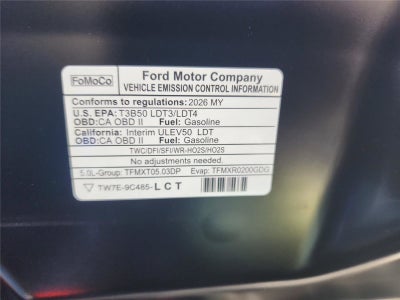 FoMoCo Ford Motor Company
VEHICLE EMISSION CONTROL INFORMATION
Conforms to regulations: 2026 MY
U.S. EPA: T3B50 LDT3/LDT4
OBD:CA OBD II Fuel: Gasoline
California: Interim ULEV50 LDT
OBD:CA OBD II Fuel: Gasoline
TWC/DFI/SFI/WR-HO2S/HO2S
No adjustments needed.
5.0L-Group: TFMXT05.03DP Evap: TFMXR0200GDG
TW7E-9C485-LCT